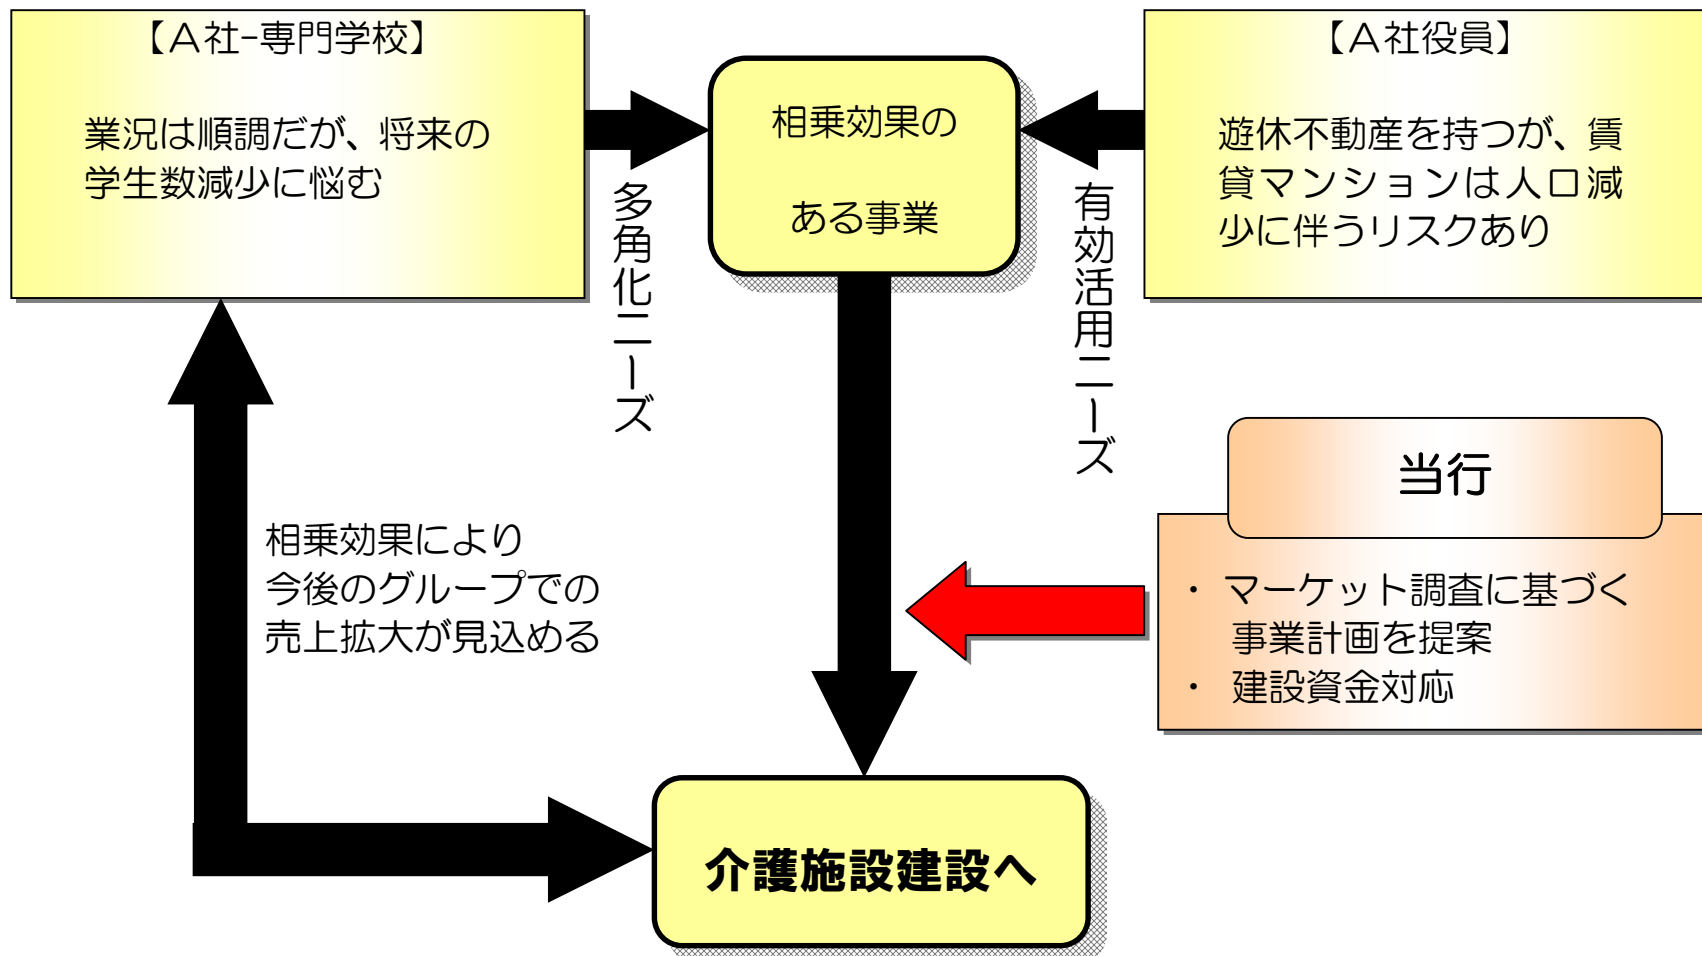 【A社-専門学校】
業況は順調だが、将来の
学生数減少に悩む
多角化ニーズ
相乗効果の
ある事業
【A社役員】
遊休不動産を持つが、賃
貸マンションは人口減
少に伴うリスクあり
有効活用ニーズ
当行
・ マーケット調査に基づく
事業計画を提案
・ 建設資金対応
相乗効果により
今後のグループでの
売上拡大が見込める
介護施設建設へ